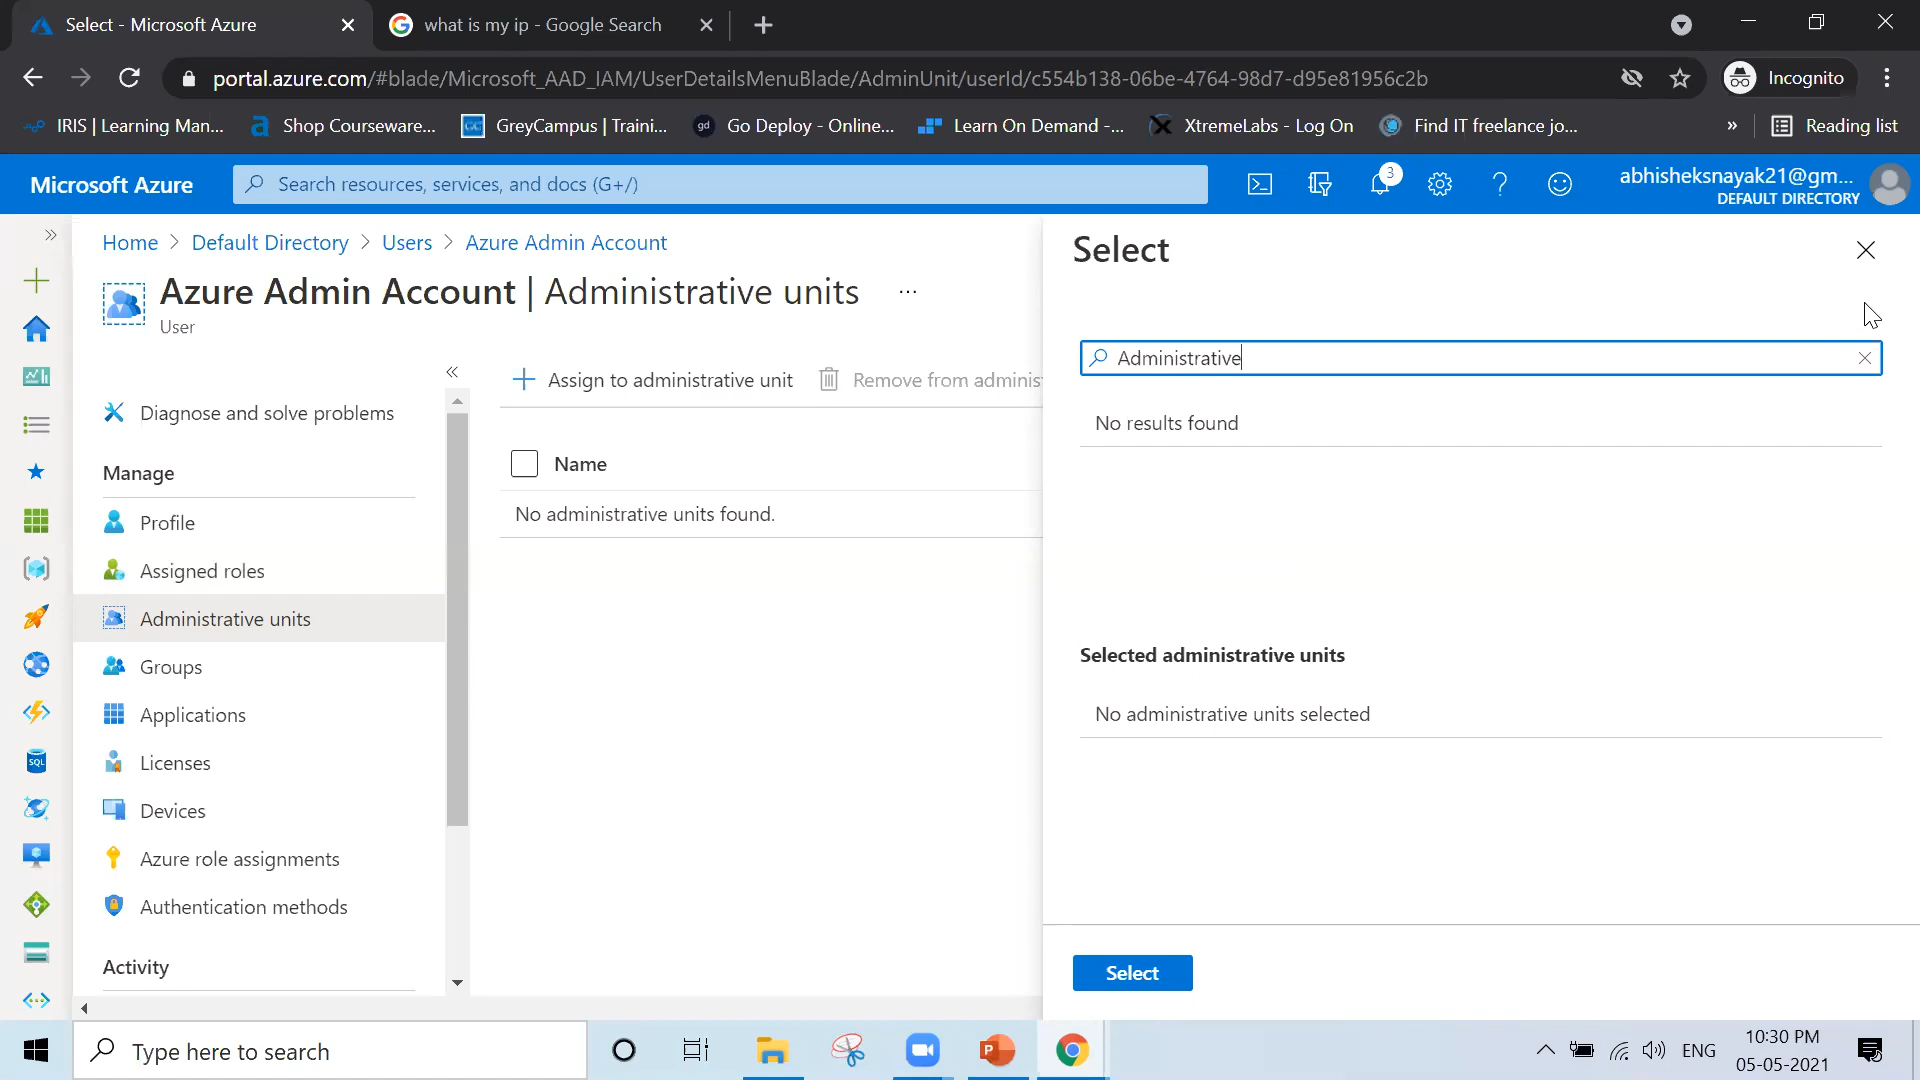 Select - Microsoft Azure
what is my ip - Google Search
portal.azure.com/#blade/Microsoft_AAD_IAM/UserDetailsMenuBlade/AdminUnit/userId/c554b138-06be-4764-98d7-d95e81956c2b
Incognito
IRIS | Learning Man...
Shop Courseware...
GC
GreyCampus | Traini...
gd
Go Deploy - Online...
Learn On Demand -...
XtremeLabs - Log On
Find IT freelance jo...
»
Reading list
Microsoft Azure
Search resources, services, and docs (G+/)
3
abhisheksnayak21@gm...
DEFAULT DIRECTORY
Home > Default Directory > Users > Azure Admin Account
Azure Admin Account | Administrative units
...
User
Assign to administrative unit
Remove from adminis
Diagnose and solve problems
Manage
Profile
Assigned roles
Administrative units
Groups
Applications
Licenses
Devices
Azure role assignments
Authentication methods
Activity
SQL
Name
No administrative units found.
Select
Administrative
No results found
Selected administrative units
No administrative units selected
Select
Type here to search
P
ENG
10:30 PM
05-05-2021